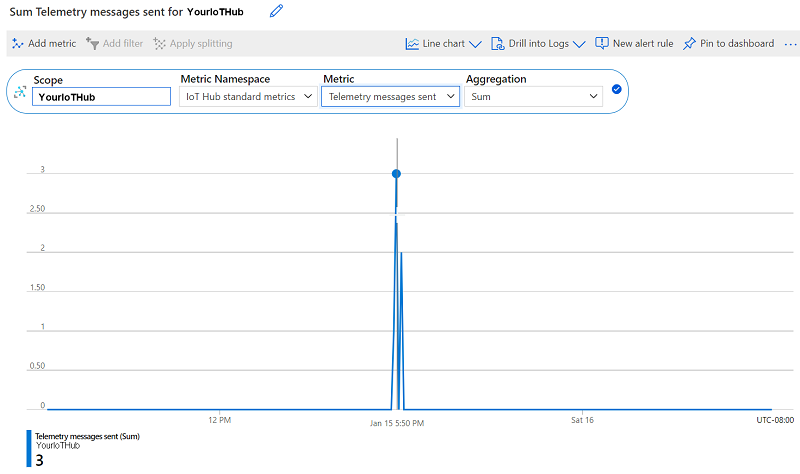 Sum Telemetry messages sent for YourIoTHub
Add metric Add filter Apply splitting Line chart Drill into Logs New alert rule Pin to dashboard ...
Scope Metric Namespace Metric Aggregation
YourIoTHub IoT Hub standard metrics Telemetry messages sent Sum
3
2.50
2
1.50
1
0.50
0
12 PM Jan 15 5:50 PM Sat 16 UTC-08:00
Telemetry messages sent (Sum)
YourIoTHub
3